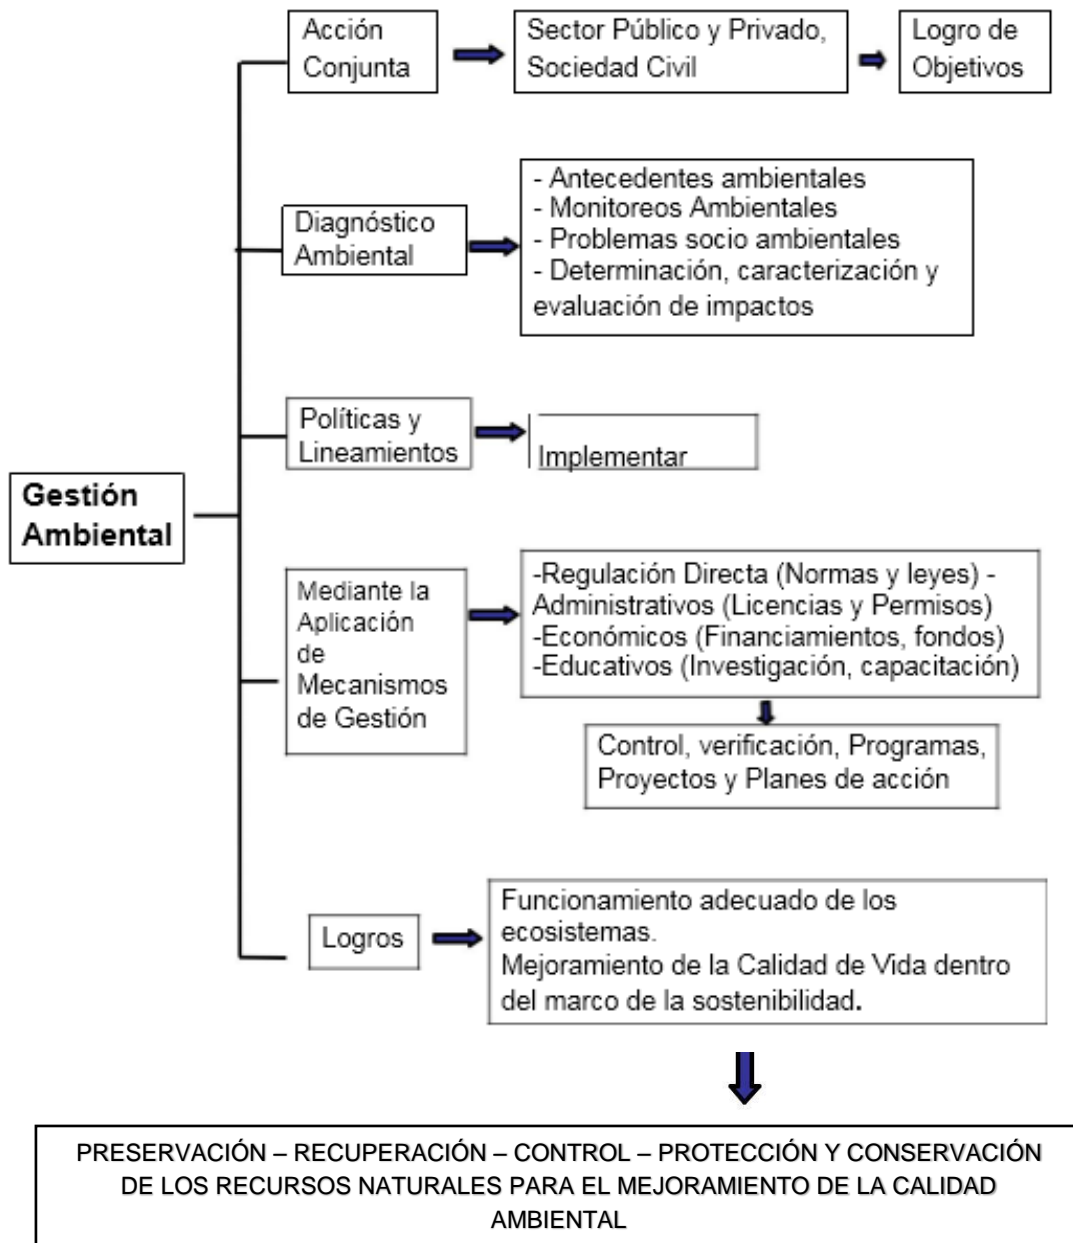 Acción
Conjunta
Sector Público y Privado,
Sociedad Civil
Logro de
Objetivos
Diagnóstico
Ambiental
- Antecedentes ambientales
- Monitoreos Ambientales
- Problemas socio ambientales
- Determinación, caracterización y
evaluación de impactos
Políticas y
Lineamientos
Implementar
Gestión
Ambiental
Mediante la
Aplicación
de
Mecanismos
de Gestión
-Regulación Directa (Normas y leyes) -
Administrativos (Licencias y Permisos)
-Económicos (Financiamientos, fondos)
-Educativos (Investigación, capacitación)
Control, verificación, Programas,
Proyectos y Planes de acción
Logros
Funcionamiento adecuado de los
ecosistemas.
Mejoramiento de la Calidad de Vida dentro
del marco de la sostenibilidad.
PRESERVACIÓN – RECUPERACIÓN – CONTROL – PROTECCIÓN Y CONSERVACIÓN
DE LOS RECURSOS NATURALES PARA EL MEJORAMIENTO DE LA CALIDAD
AMBIENTAL